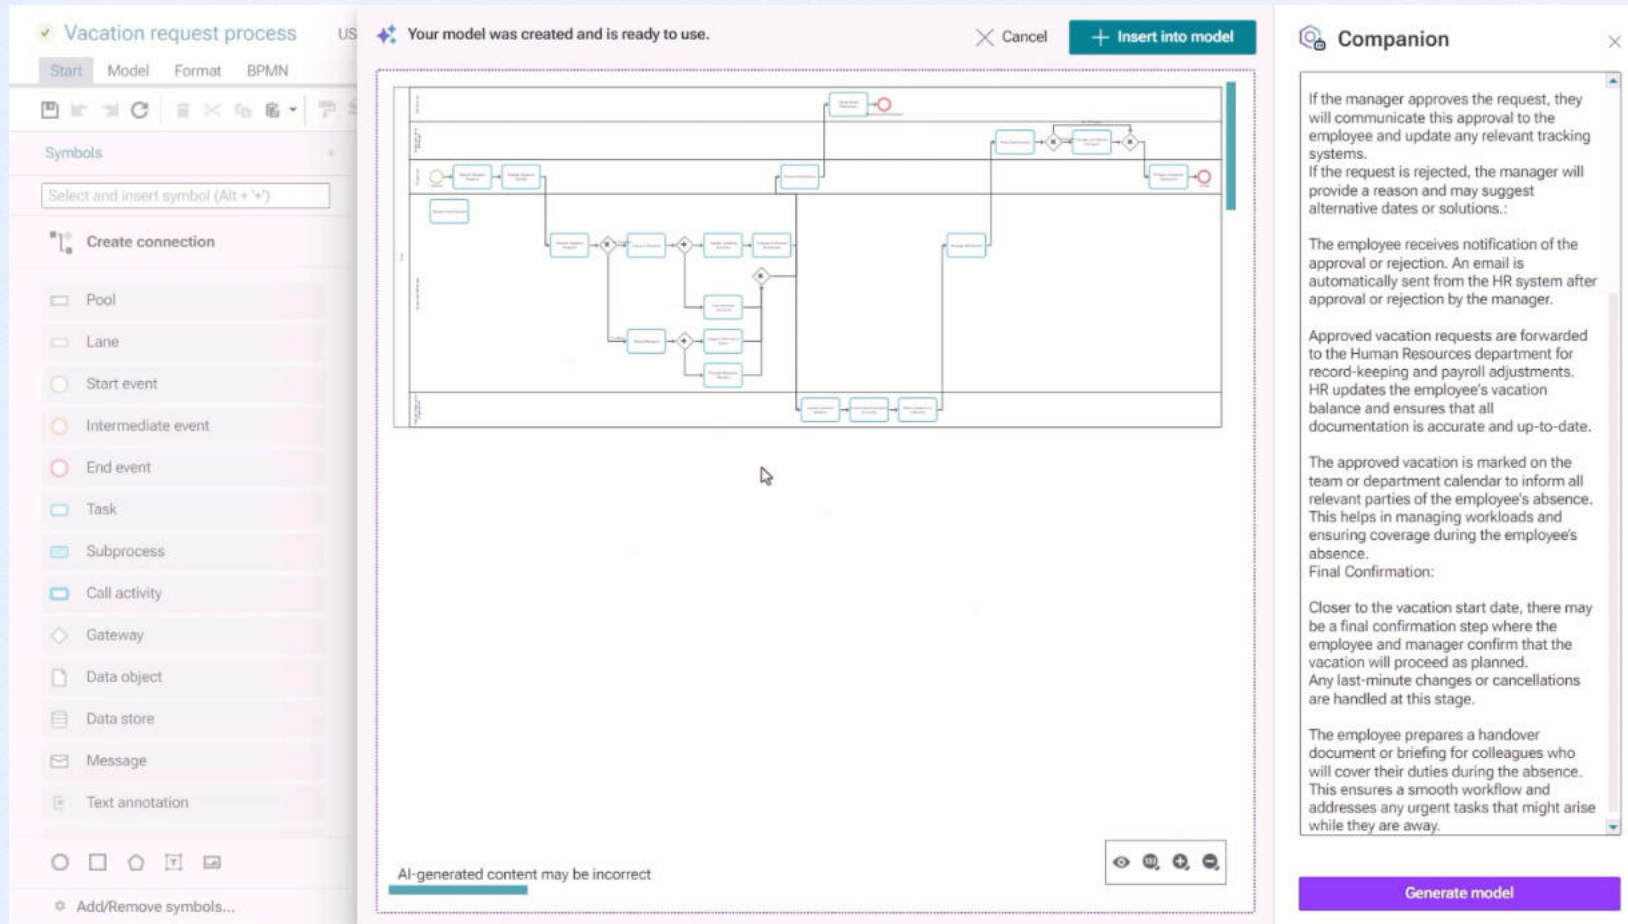 Vacation request process
US
Start
Model
Format
BPMN
Symbols
Select and insert symbol (Alt + '+')
Create connection
Pool
Lane
Start event
Intermediate event
End event
Task
Subprocess
Call activity
Gateway
Data object
Data store
Message
Text annotation
Add/Remove symbols...
Your model was created and is ready to use.
Cancel
Insert into model
AI-generated content may be incorrect
Companion
If the manager approves the request, they
will communicate this approval to the
employee and update any relevant tracking
systems.
If the request is rejected, the manager will
provide a reason and may suggest
alternative dates or solutions.:
The employee receives notification of the
approval or rejection. An email is
automatically sent from the HR system after
approval or rejection by the manager.
Approved vacation requests are forwarded
to the Human Resources department for
record-keeping and payroll adjustments.
HR updates the employee's vacation
balance and ensures that all
documentation is accurate and up-to-date.
The approved vacation is marked on the
team or department calendar to inform all
relevant parties of the employee's absence.
This helps in managing workloads and
ensuring coverage during the employee's
absence.
Final Confirmation:
Closer to the vacation start date, there may
be a final confirmation step where the
employee and manager confirm that the
vacation will proceed as planned.
Any last-minute changes or cancellations
are handled at this stage.
The employee prepares a handover
document or briefing for colleagues who
will cover their duties during the absence.
This ensures a smooth workflow and
addresses any urgent tasks that might arise
while they are away.
Generate model